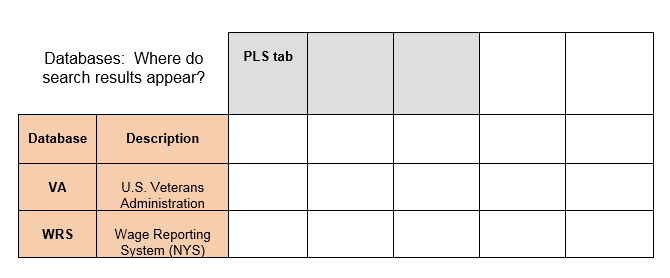 Databases: Where do
search results appear?
PLS tab
Database
Description
VA
U.S. Veterans
Administration
WRS
Wage Reporting
System (NYS)